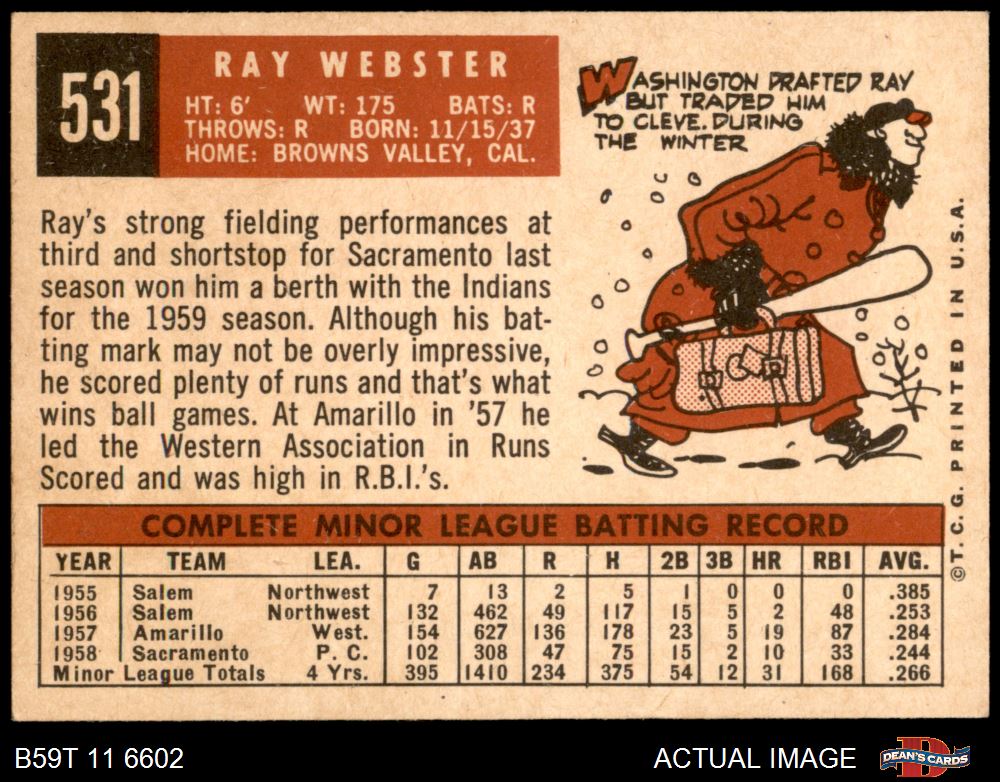 531
RAY WEBSTER
HT: 6' WT: 175 BATS: R
THROWS: R BORN: 11/15/37
HOME: BROWNS VALLEY, CAL.
WASHINGTON DRAFTED RAY
BUT TRADED HIM
TO CLEVE. DURING
THE WINTER
Ray's strong fielding performances at
third and shortstop for Sacramento last
season won him a berth with the Indians
for the 1959 season. Although his bat-
ting mark may not be overly impressive,
he scored plenty of runs and that's what
wins ball games. At Amarillo in '57 he
led the Western Association in Runs
Scored and was high in R.B.I.'s.
COMPLETE MINOR LEAGUE BATTING RECORD
YEAR TEAM LEA. G AB R H 2B 3B HR RBI AVG.
1955 Salem Northwest 7 13 2 5 1 0 0 0 .385
1956 Salem Northwest 132 462 49 117 15 5 2 48 .253
1957 Amarillo West. 154 627 136 178 23 5 19 87 .284
1958 Sacramento P. C. 102 308 47 75 15 2 10 33 .244
Minor League Totals 4 Yrs. 395 1410 234 375 54 12 31 168 .266
©T. C. G. PRINTED IN U.S.A.
B59T 11 6602
ACTUAL IMAGE
D
DEAN'S CARDS